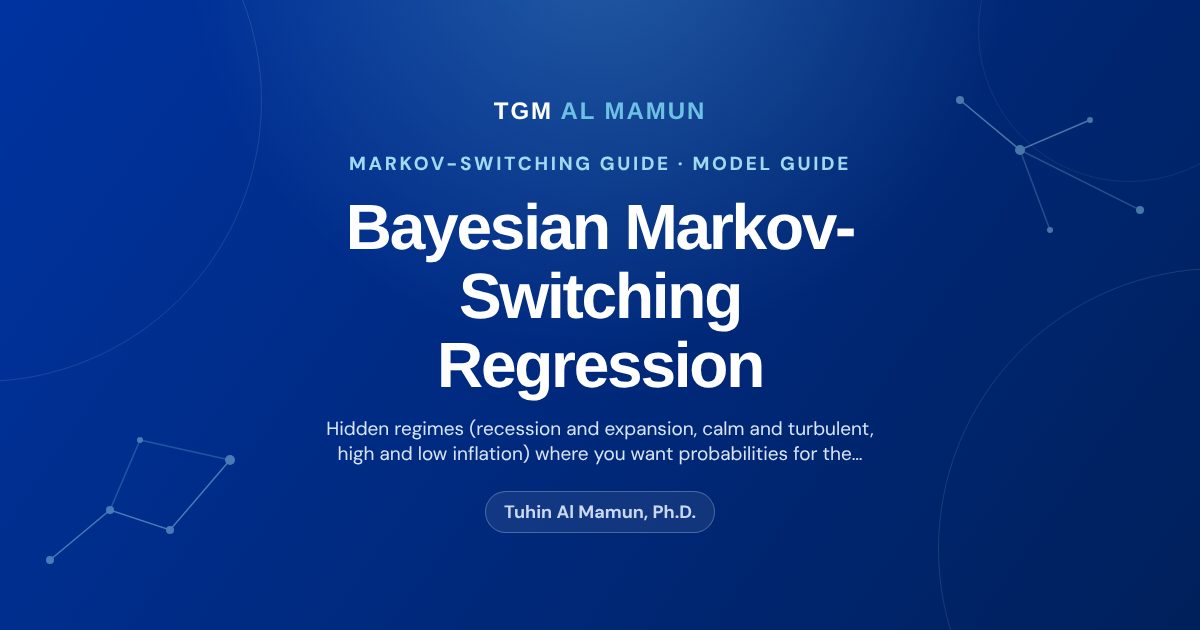 TGM AL MAMUN
MARKOV-SWITCHING GUIDE · MODEL GUIDE
Bayesian Markov-
Switching
Regression
Hidden regimes (recession and expansion, calm and turbulent,
high and low inflation) where you want probabilities for the…
Tuhin Al Mamun, Ph.D.